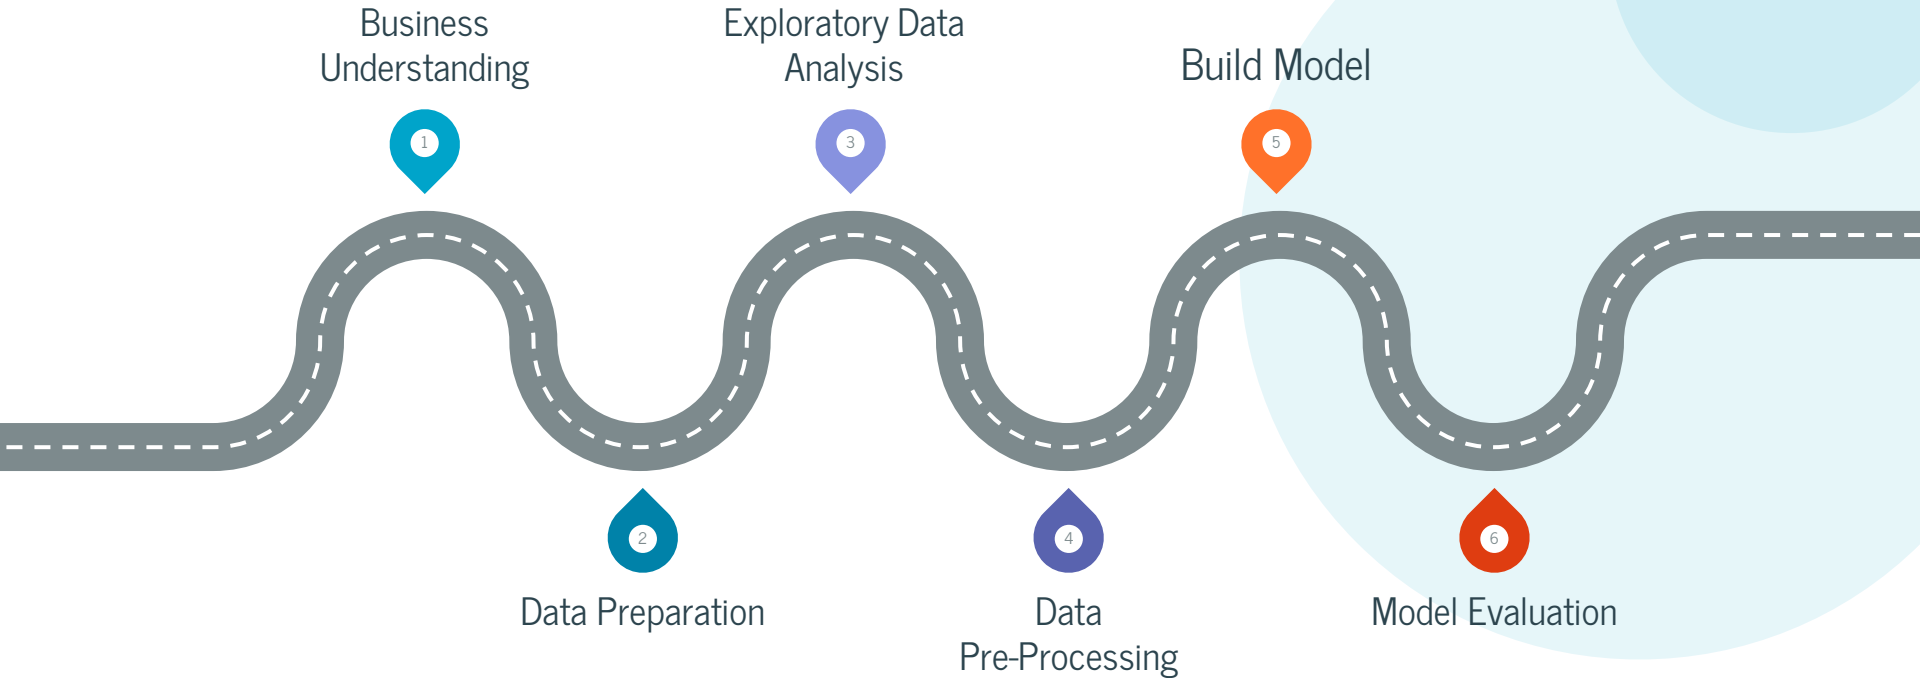 Business
Understanding
1
Exploratory Data
Analysis
3
Build Model
5
2
Data Preparation
4
Data
Pre-Processing
6
Model Evaluation